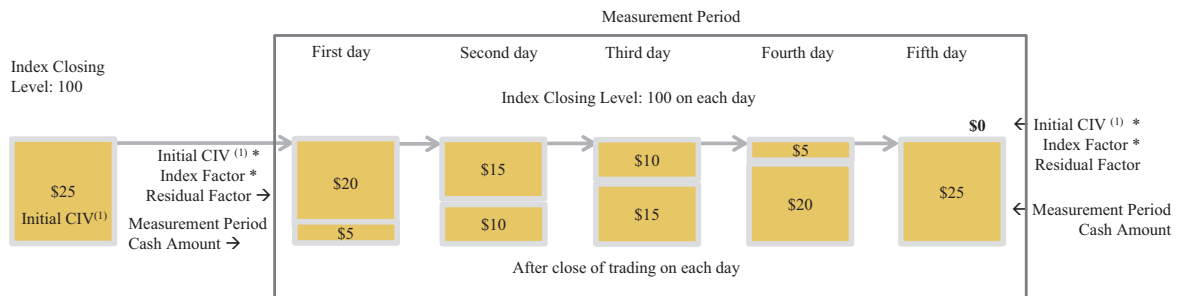 Measurement Period
First day
Second day
Third day
Fourth day
Fifth day
Index Closing
Level: 100
Index Closing Level: 100 on each day
$25
Initial CIV(1)
Initial CIV (1) *
Index Factor *
Residual Factor →
Measurement Period
Cash Amount →
$20
$5
$15
$10
$10
$15
$5
$20
$0
$25
← Initial CIV (1) *
Index Factor *
Residual Factor
← Measurement Period
Cash Amount
After close of trading on each day